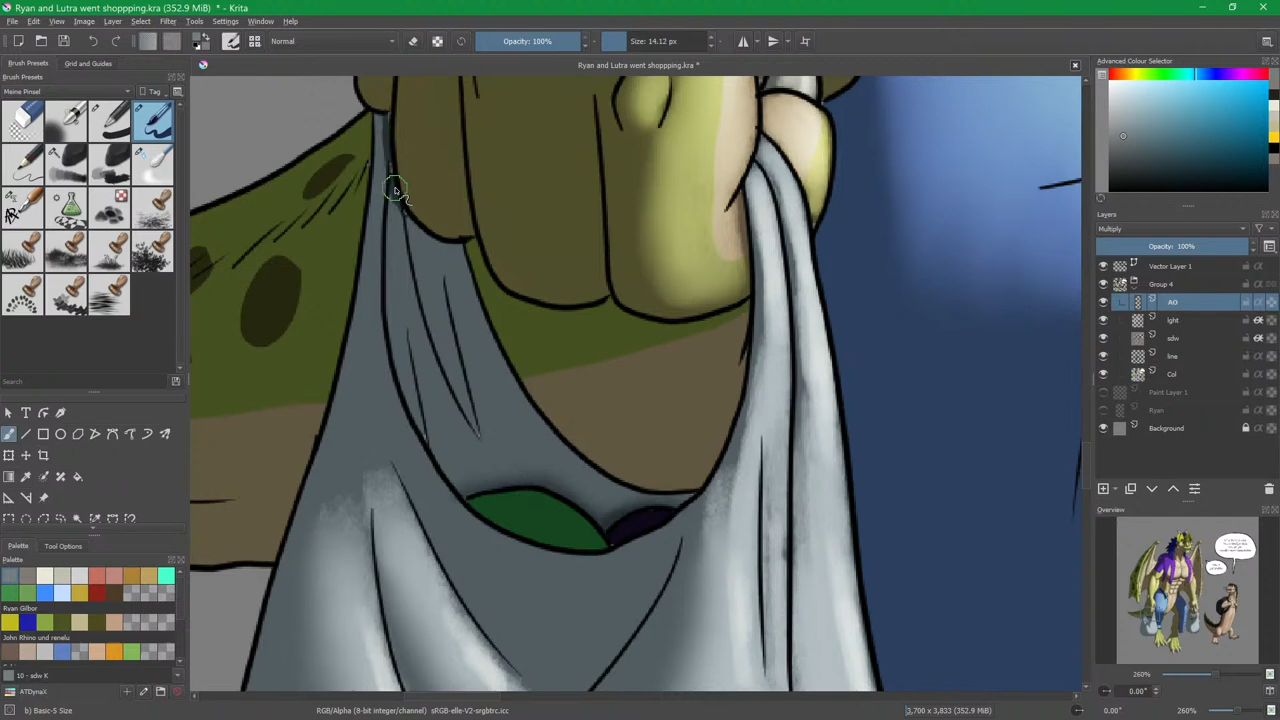 Ryan and Lutra went shoppping.kra (352.9 MiB) * - Krita
File Edit View Image Layer Select Filter Tools Settings Window Help
Normal Opacity: 100% Size: 14.12 px
Brush Presets Grid and Guides
Ryan and Lutra went shoppping.kra *
Brush Presets
Advanced Colour Selector
Meine Pinsel Tag
Layers
Multiply
Opacity: 100%
Vector Layer 1
Group 4
AO
lght
sdw
line
Col
Paint Layer 1
Ryan
Background
Search
Overview
Palette Tool Options
Palette
Ryan Gilbor
John Rhino und renelu
10 - sdw K
260%
ATDynaX
0.00°
b) Basic-5 Size
RGB/Alpha (8-bit integer/channel) sRGB-elle-V2-srgbtrc.icc
3,700 x 3,833 (352.9 MiB)
0.00°
260%